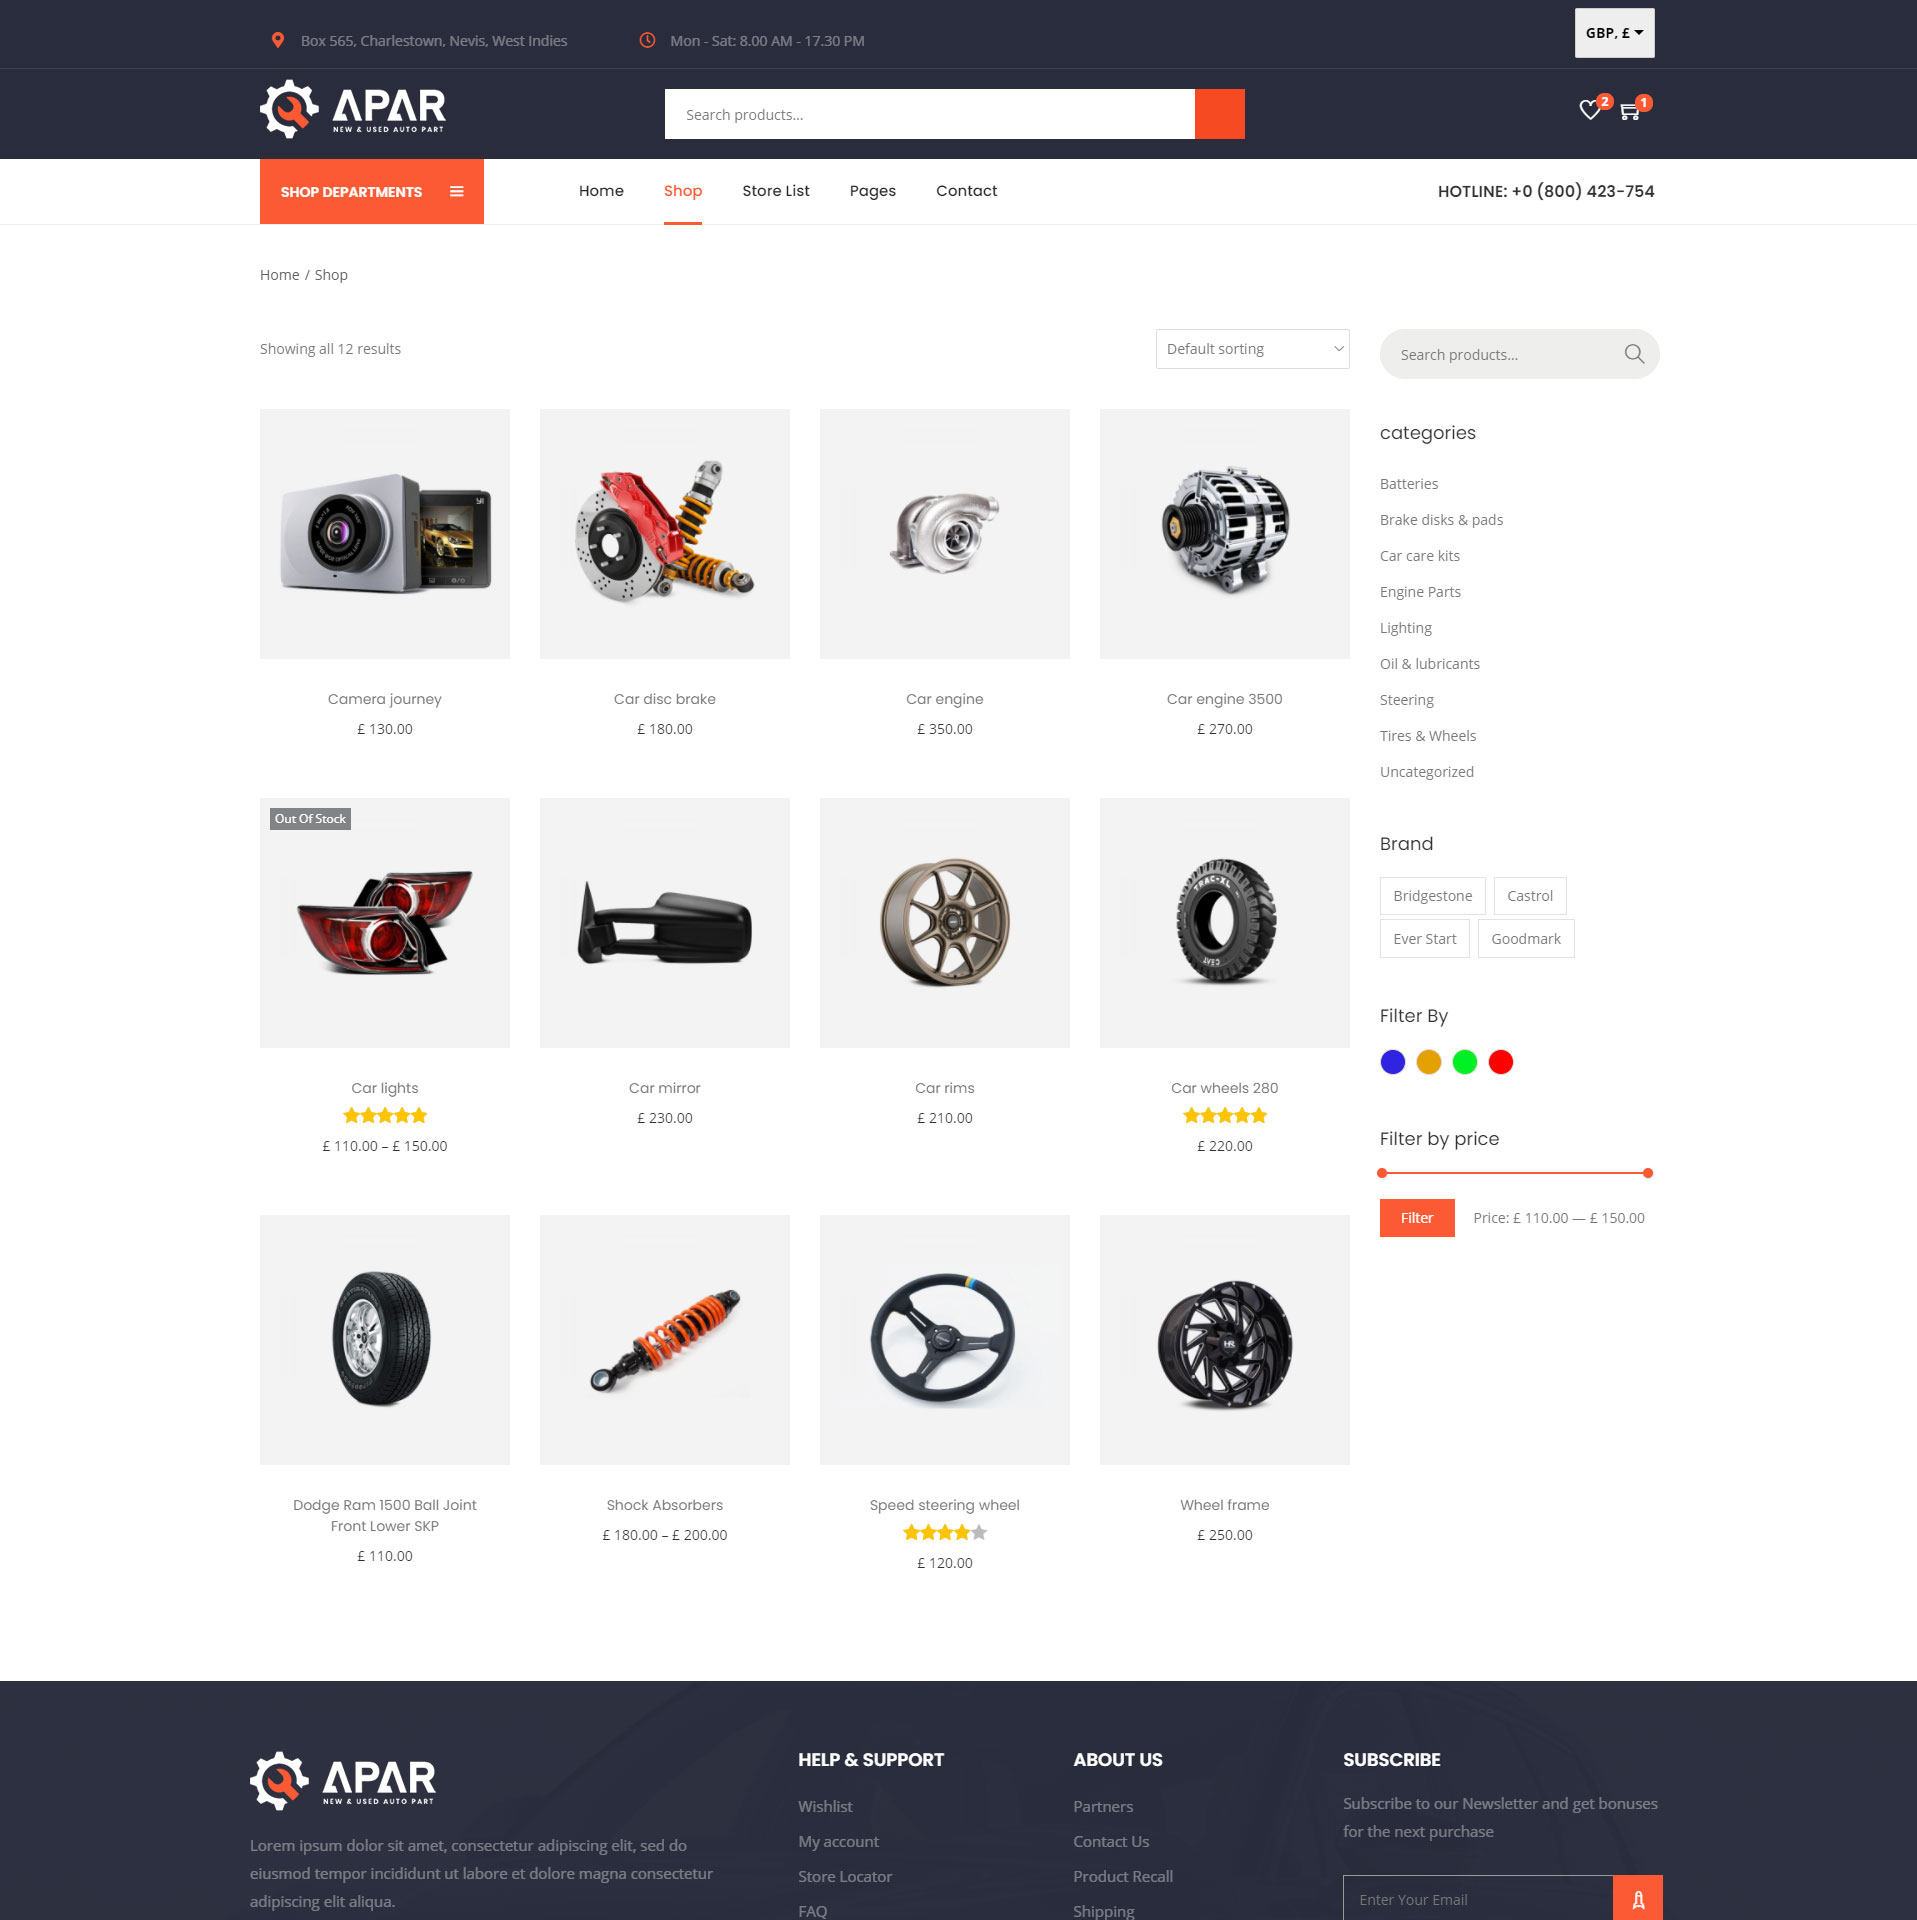 Box 565, Charlestown, Nevis, West Indies
Mon - Sat: 8.00 AM - 17.30 PM
GBP, £
APAR
NEW & USED AUTO PART
Search products...
2
1
SHOP DEPARTMENTS
Home
Shop
Store List
Pages
Contact
HOTLINE: +0 (800) 423-754
Home / Shop
Showing all 12 results
Default sorting
Search products...
categories
Batteries
Brake disks & pads
Car care kits
Engine Parts
Lighting
Oil & lubricants
Steering
Tires & Wheels
Uncategorized
Brand
Bridgestone
Castrol
Ever Start
Goodmark
Filter By
Filter by price
Filter
Price: £ 110.00 — £ 150.00
Camera journey
£ 130.00
Car disc brake
£ 180.00
Car engine
£ 350.00
Car engine 3500
£ 270.00
Out Of Stock
TRAC-XL
CEAT
Car lights
£ 110.00 – £ 150.00
Car mirror
£ 230.00
Car rims
£ 210.00
Car wheels 280
£ 220.00
Dodge Ram 1500 Ball Joint
Front Lower SKP
£ 110.00
Shock Absorbers
£ 180.00 – £ 200.00
Speed steering wheel
£ 120.00
Wheel frame
£ 250.00
APAR
NEW & USED AUTO PART
Lorem ipsum dolor sit amet, consectetur adipiscing elit, sed do
eiusmod tempor incididunt ut labore et dolore magna consectetur
adipiscing elit aliqua.
HELP & SUPPORT
Wishlist
My account
Store Locator
FAQ
ABOUT US
Partners
Contact Us
Product Recall
Shipping
SUBSCRIBE
Subscribe to our Newsletter and get bonuses
for the next purchase
Enter Your Email